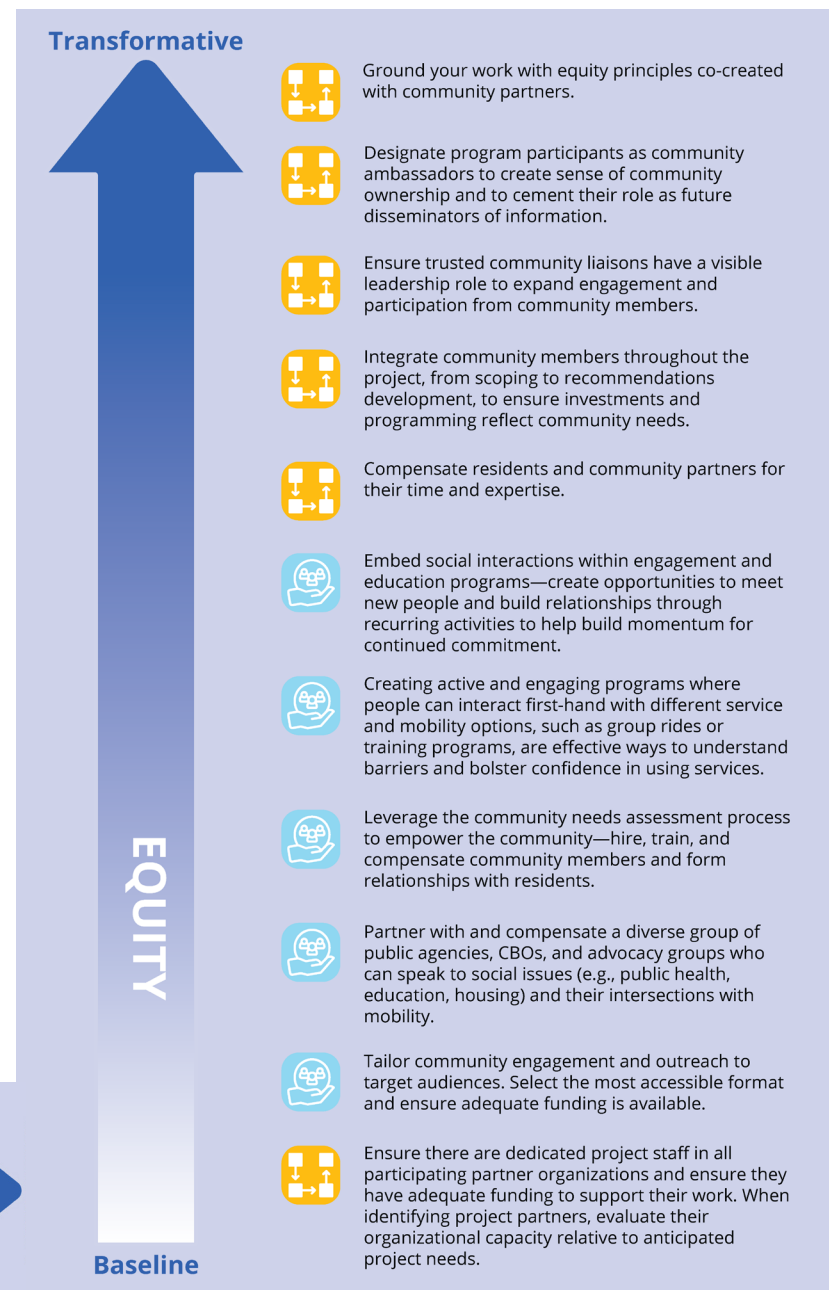 Transformative
Ground your work with equity principles co-created
with community partners.
Designate program participants as community
ambassadors to create sense of community
ownership and to cement their role as future
disseminators of information.
Ensure trusted community liaisons have a visible
leadership role to expand engagement and
participation from community members.
Integrate community members throughout the
project, from scoping to recommendations
development, to ensure investments and
programming reflect community needs.
Compensate residents and community partners for
their time and expertise.
Embed social interactions within engagement and
education programs—create opportunities to meet
new people and build relationships through
recurring activities to help build momentum for
continued commitment.
Creating active and engaging programs where
people can interact first-hand with different service
and mobility options, such as group rides or
training programs, are effective ways to understand
barriers and bolster confidence in using services.
Leverage the community needs assessment process
to empower the community—hire, train, and
compensate community members and form
relationships with residents.
EQUITY
Partner with and compensate a diverse group of
public agencies, CBOs, and advocacy groups who
can speak to social issues (e.g., public health,
education, housing) and their intersections with
mobility.
Tailor community engagement and outreach to
target audiences. Select the most accessible format
and ensure adequate funding is available.
Ensure there are dedicated project staff in all
participating partner organizations and ensure they
have adequate funding to support their work. When
identifying project partners, evaluate their
organizational capacity relative to anticipated
project needs.
Baseline